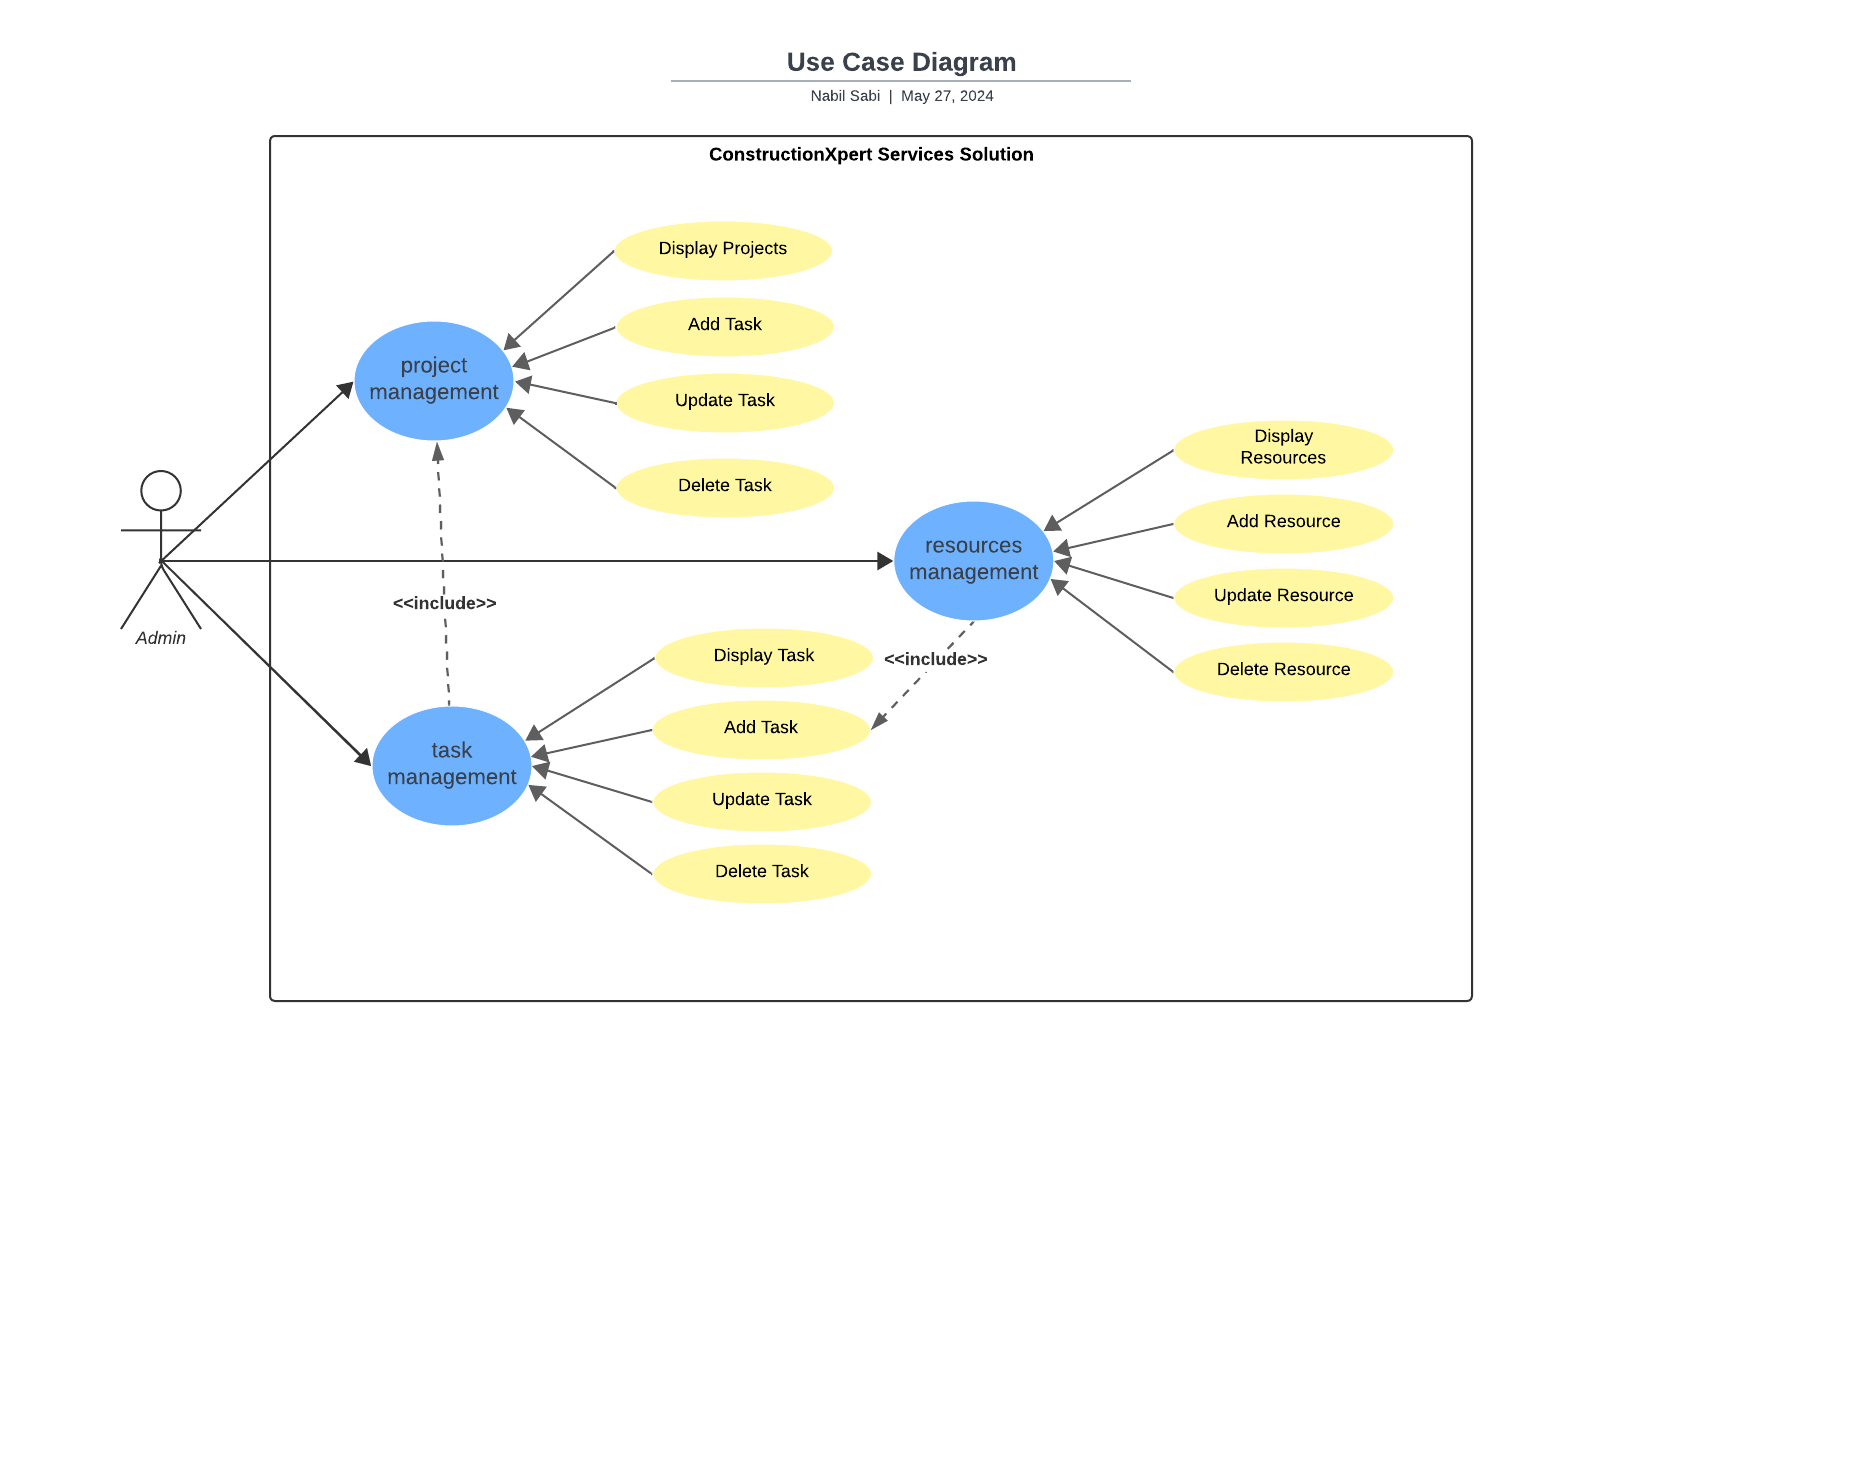 Use Case Diagram
Nabil Sabi | May 27, 2024
ConstructionXpert Services Solution
Display Projects
Add Task
Update Task
Delete Task
project
management
Display
Resources
Add Resource
Update Resource
Delete Resource
resources
management
Admin
<<include>>
<<include>>
Display Task
Add Task
Update Task
Delete Task
task
management